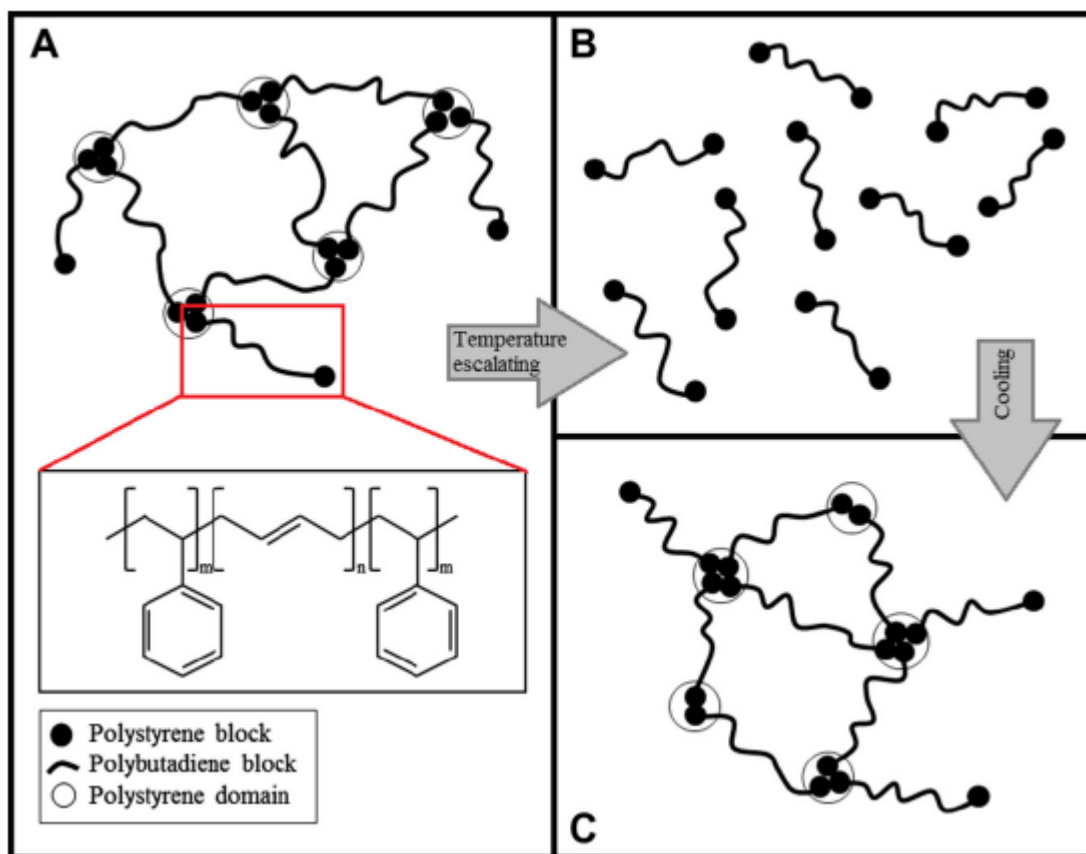 A
B
Temperature
escalating
Cooling
m
n
m
Polystyrene block
Polybutadiene block
Polystyrene domain
C